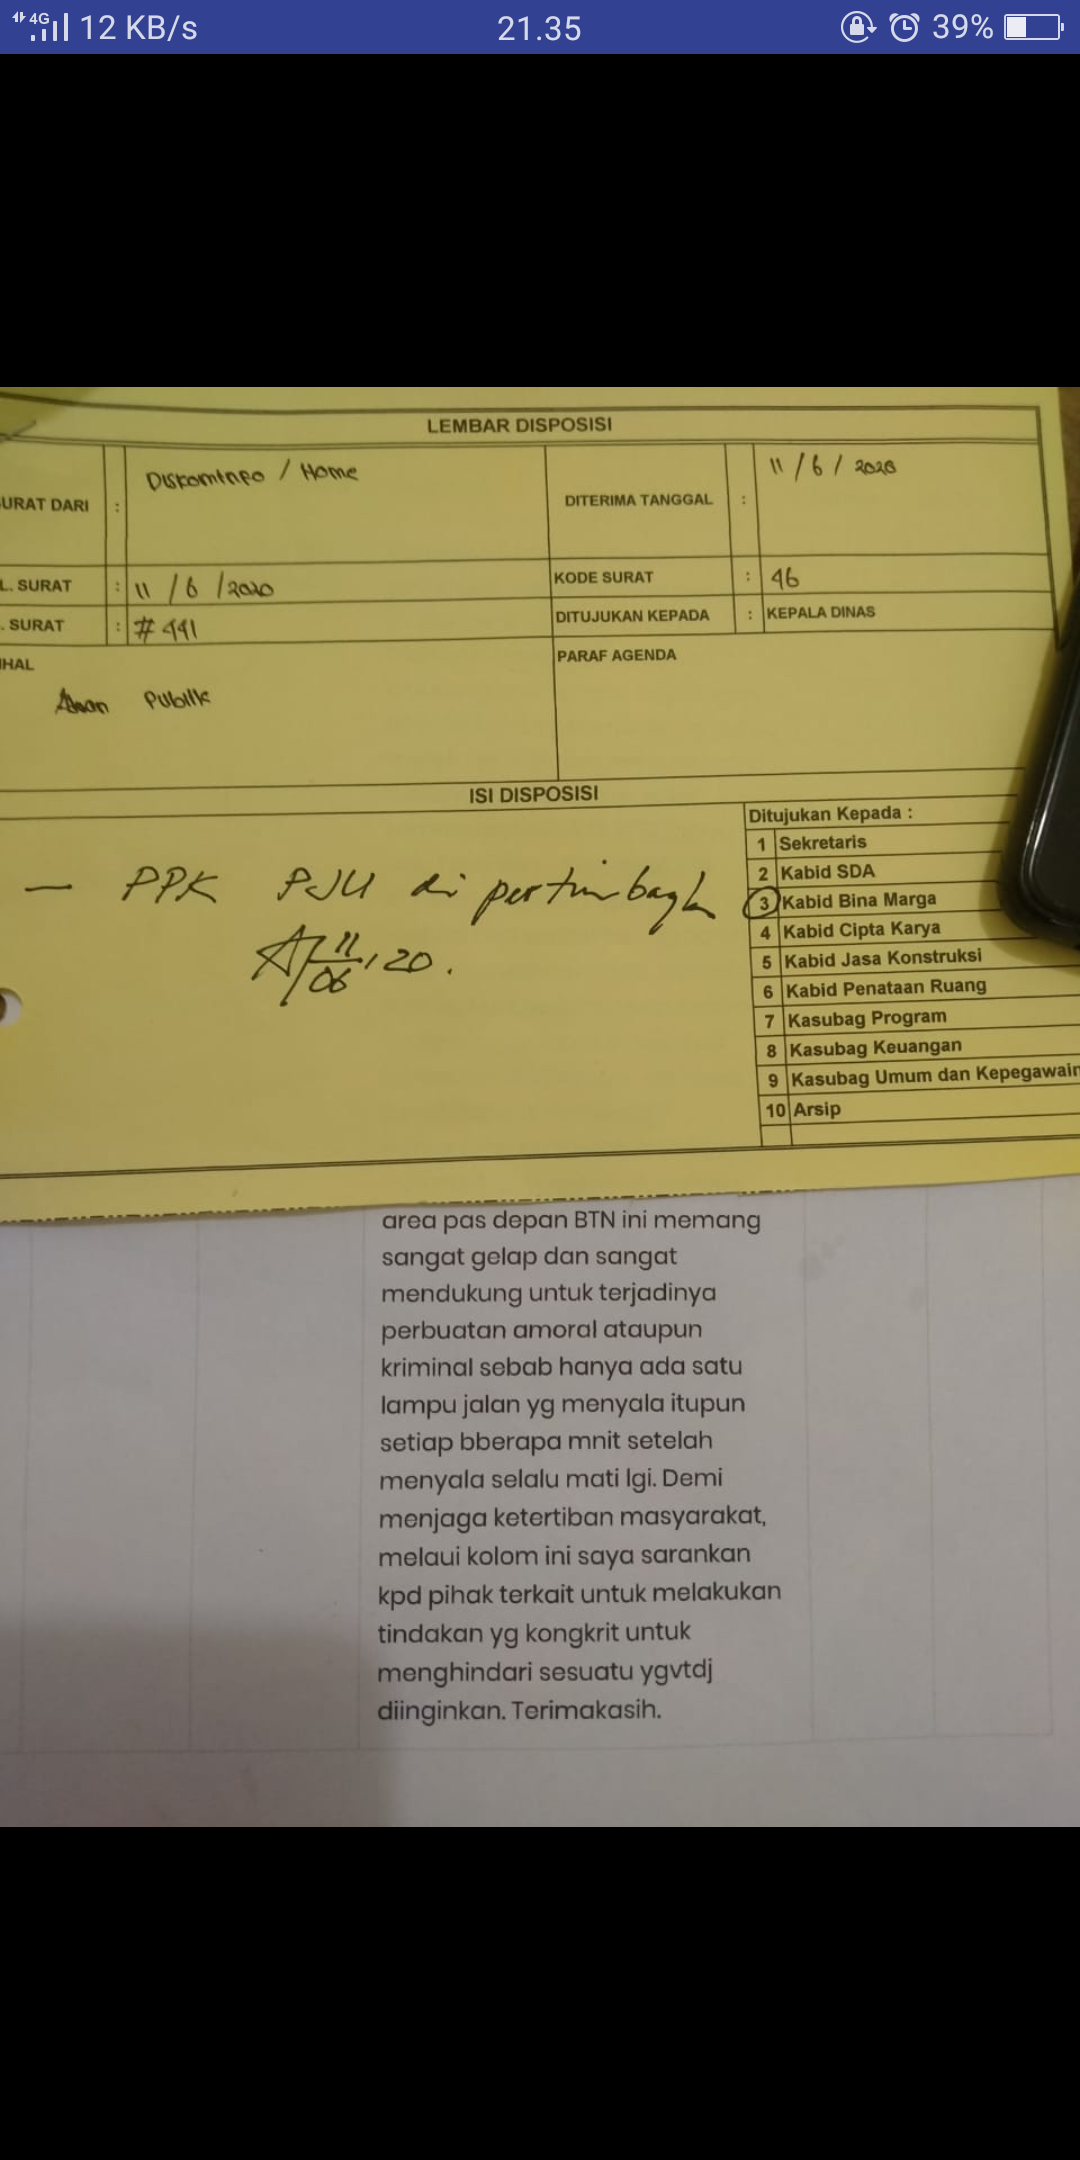 4G 12 KB/s 21.35 39%
LEMBAR DISPOSISI
URAT DARI : Diskominfo / Home
DITERIMA TANGGAL : 11 / 6 / 2020
L. SURAT : 11 / 6 / 2020
KODE SURAT : 46
. SURAT : # 441
DITUJUKAN KEPADA : KEPALA DINAS
IHAL
PARAF AGENDA
Aduan Publik
ISI DISPOSISI
Ditujukan Kepada :
1 Sekretaris
2 Kabid SDA
3 Kabid Bina Marga
4 Kabid Cipta Karya
5 Kabid Jasa Konstruksi
6 Kabid Penataan Ruang
7 Kasubag Program
8 Kasubag Keuangan
9 Kasubag Umum dan Kepegawain
10 Arsip
— PPK PJU di
11/06 20.
area pas depan BTN ini memang
sangat gelap dan sangat
mendukung untuk terjadinya
perbuatan amoral ataupun
kriminal sebab hanya ada satu
lampu jalan yg menyala itupun
setiap bberapa mnit setelah
menyala selalu mati lgi. Demi
menjaga ketertiban masyarakat,
melaui kolom ini saya sarankan
kpd pihak terkait untuk melakukan
tindakan yg kongkrit untuk
menghindari sesuatu ygvtdj
diinginkan. Terimakasih.